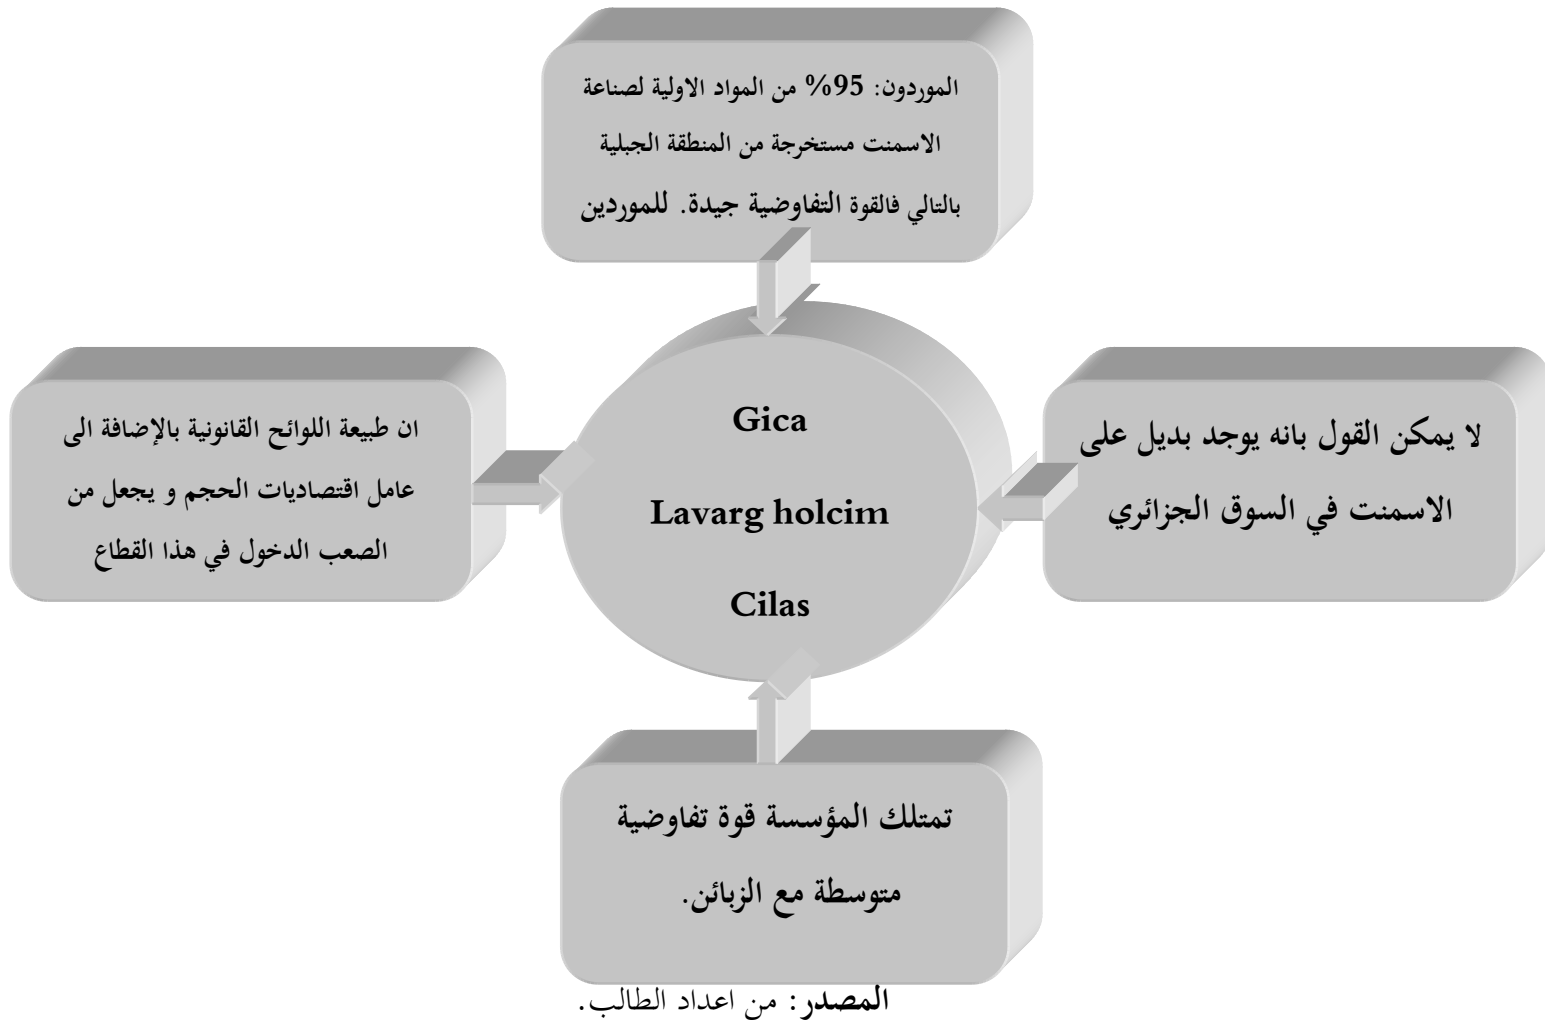 الموردون: 95% من المواد الاولية لصناعة
الاسمنت مستخرجة من المنطقة الجبلية
بالتالي فالقوة التفاوضية جيدة. للموردين
لا يمكن القول بانه يوجد بديل على
الاسمنت في السوق الجزائري
Gica
Lavarg holcim
Cilas
ان طبيعة اللوائح القانونية بالإضافة الى
عامل اقتصاديات الحجم و يجعل من
الصعب الدخول في هذا القطاع
تمتلك المؤسسة قوة تفاوضية
متوسطة مع الزبائن.
المصدر: من اعداد الطالب.